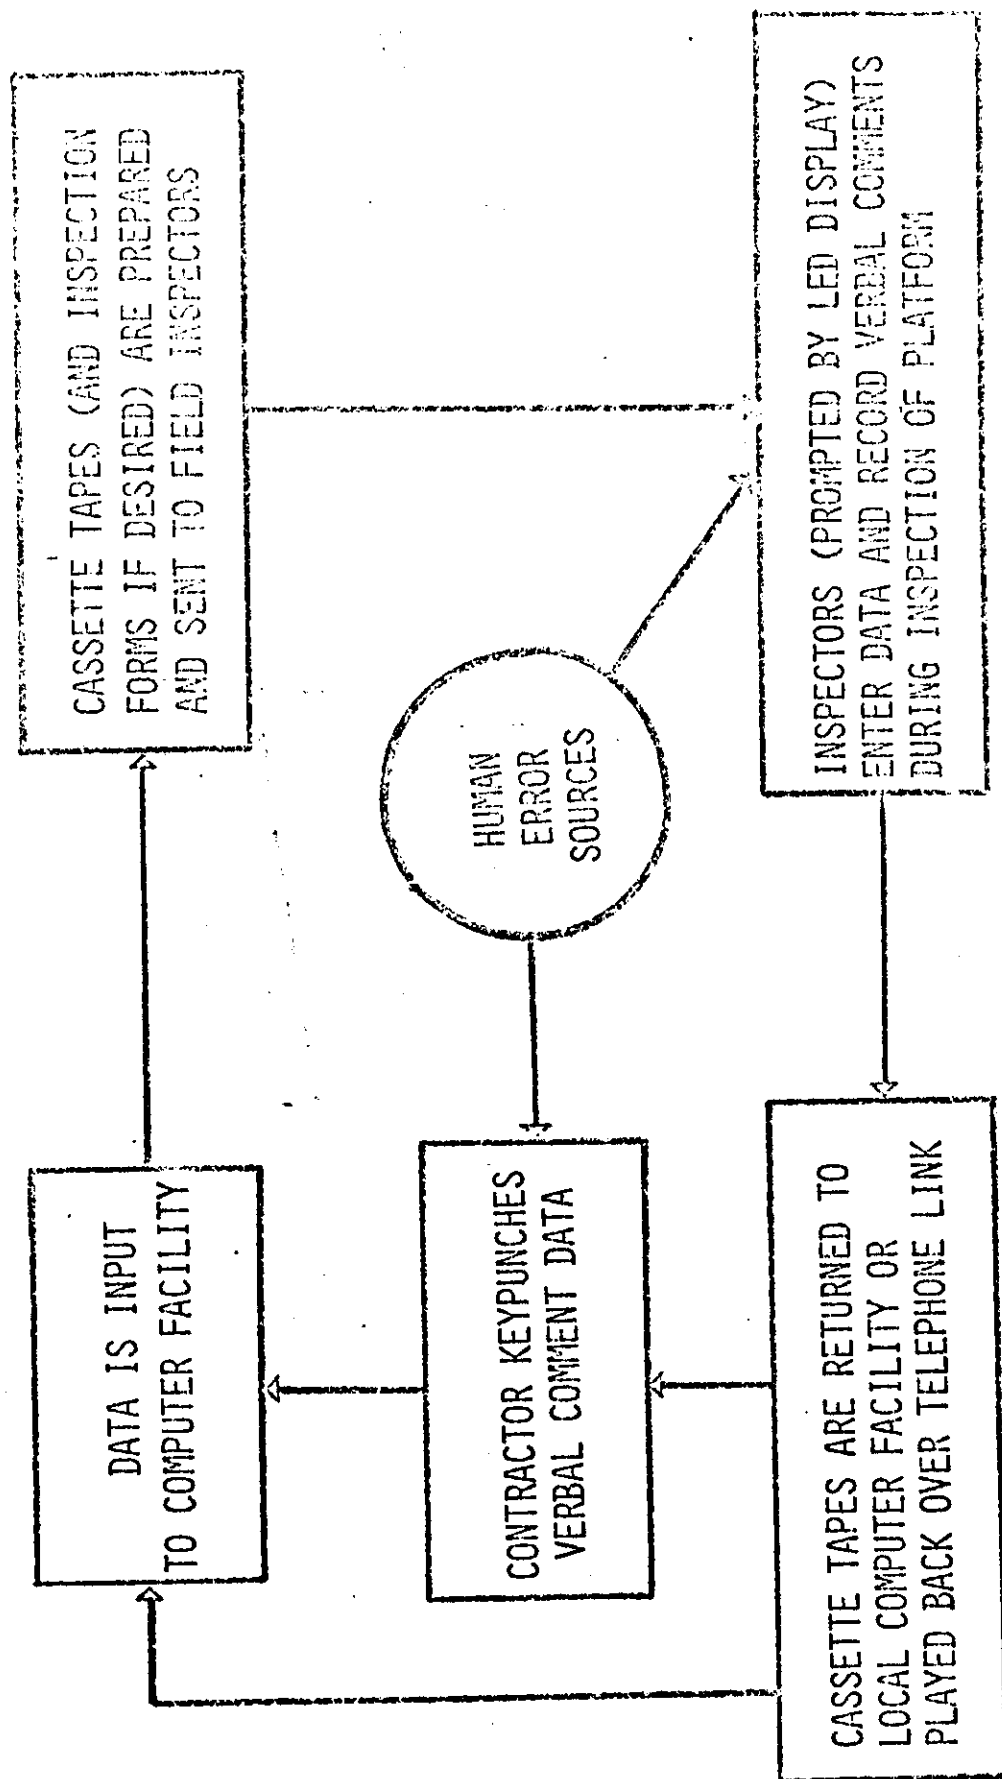 DATA IS INPUT
TO COMPUTER FACILITY
CASSETTE TAPES (AND INSPECTION
FORMS IF DESIRED) ARE PREPARED
AND SENT TO FIELD INSPECTORS
CONTRACTOR KEYPUNCHES
VERBAL COMMENT DATA
HUMAN
ERROR
SOURCES
CASSETTE TAPES ARE RETURNED TO
LOCAL COMPUTER FACILITY OR
PLAYED BACK OVER TELEPHONE LINK
INSPECTORS (PROMPTED BY LED DISPLAY)
ENTER DATA AND RECORD VERBAL COMMENTS
DURING INSPECTION OF PLATFORM